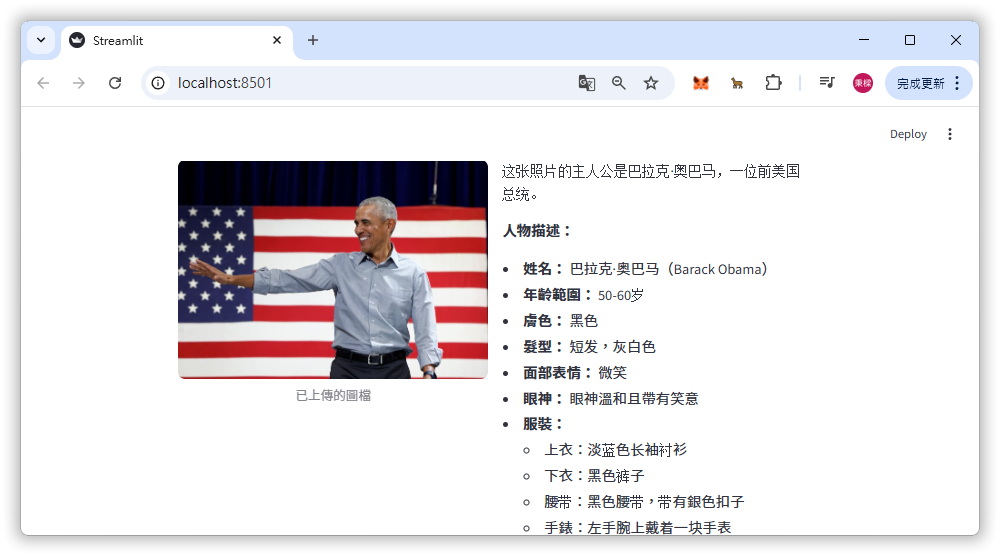 Streamlit
localhost:8501
秉樑
完成更新
Deploy
这张照片的主人公是巴拉克·奥巴马，一位前美国
总统。
人物描述：
姓名： 巴拉克·奥巴马（Barack Obama）
年齡範圍： 50-60岁
膚色： 黑色
髮型： 短发，灰白色
面部表情： 微笑
眼神： 眼神溫和且帶有笑意
服裝：
上衣：淡蓝色长袖衬衫
下衣：黑色裤子
腰带：黑色腰带，带有銀色扣子
手錶：左手腕上戴着一块手表
已上傳的圖檔